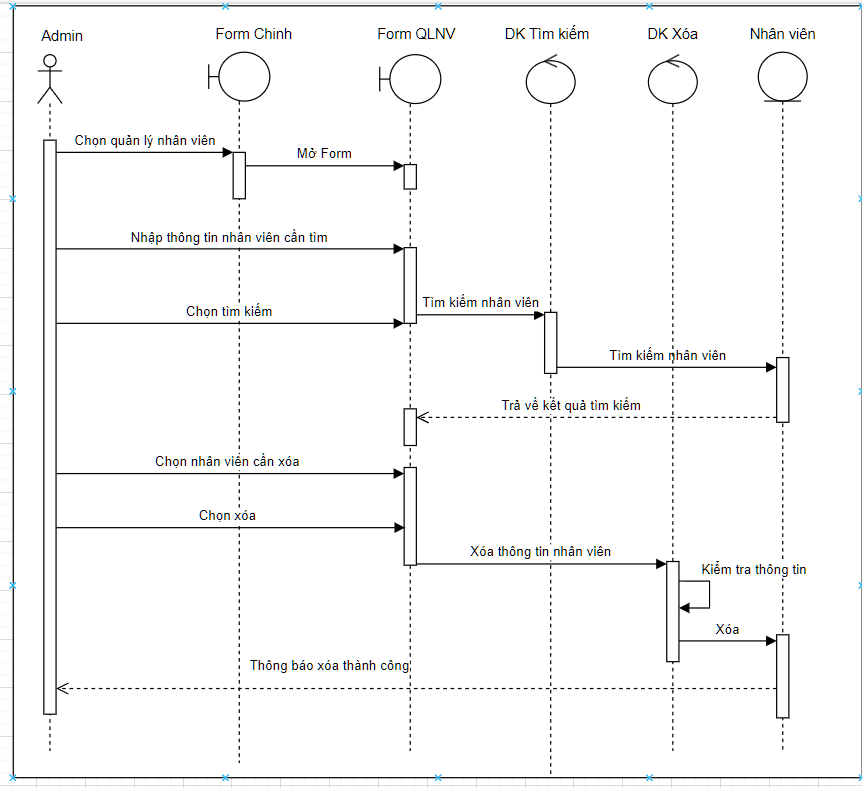 Admin
Form Chinh
Form QLNV
DK Tìm kiếm
DK Xóa
Nhân viên
Chọn quản lý nhân viên
Mở Form
Nhập thông tin nhân viên cần tìm
Tìm kiếm nhân viên
Chọn tìm kiếm
Tìm kiếm nhân viên
Trả về kết quả tìm kiếm
Chọn nhân viên cần xóa
Chọn xóa
Xóa thông tin nhân viên
Kiểm tra thông tin
Xóa
Thông báo xóa thành công